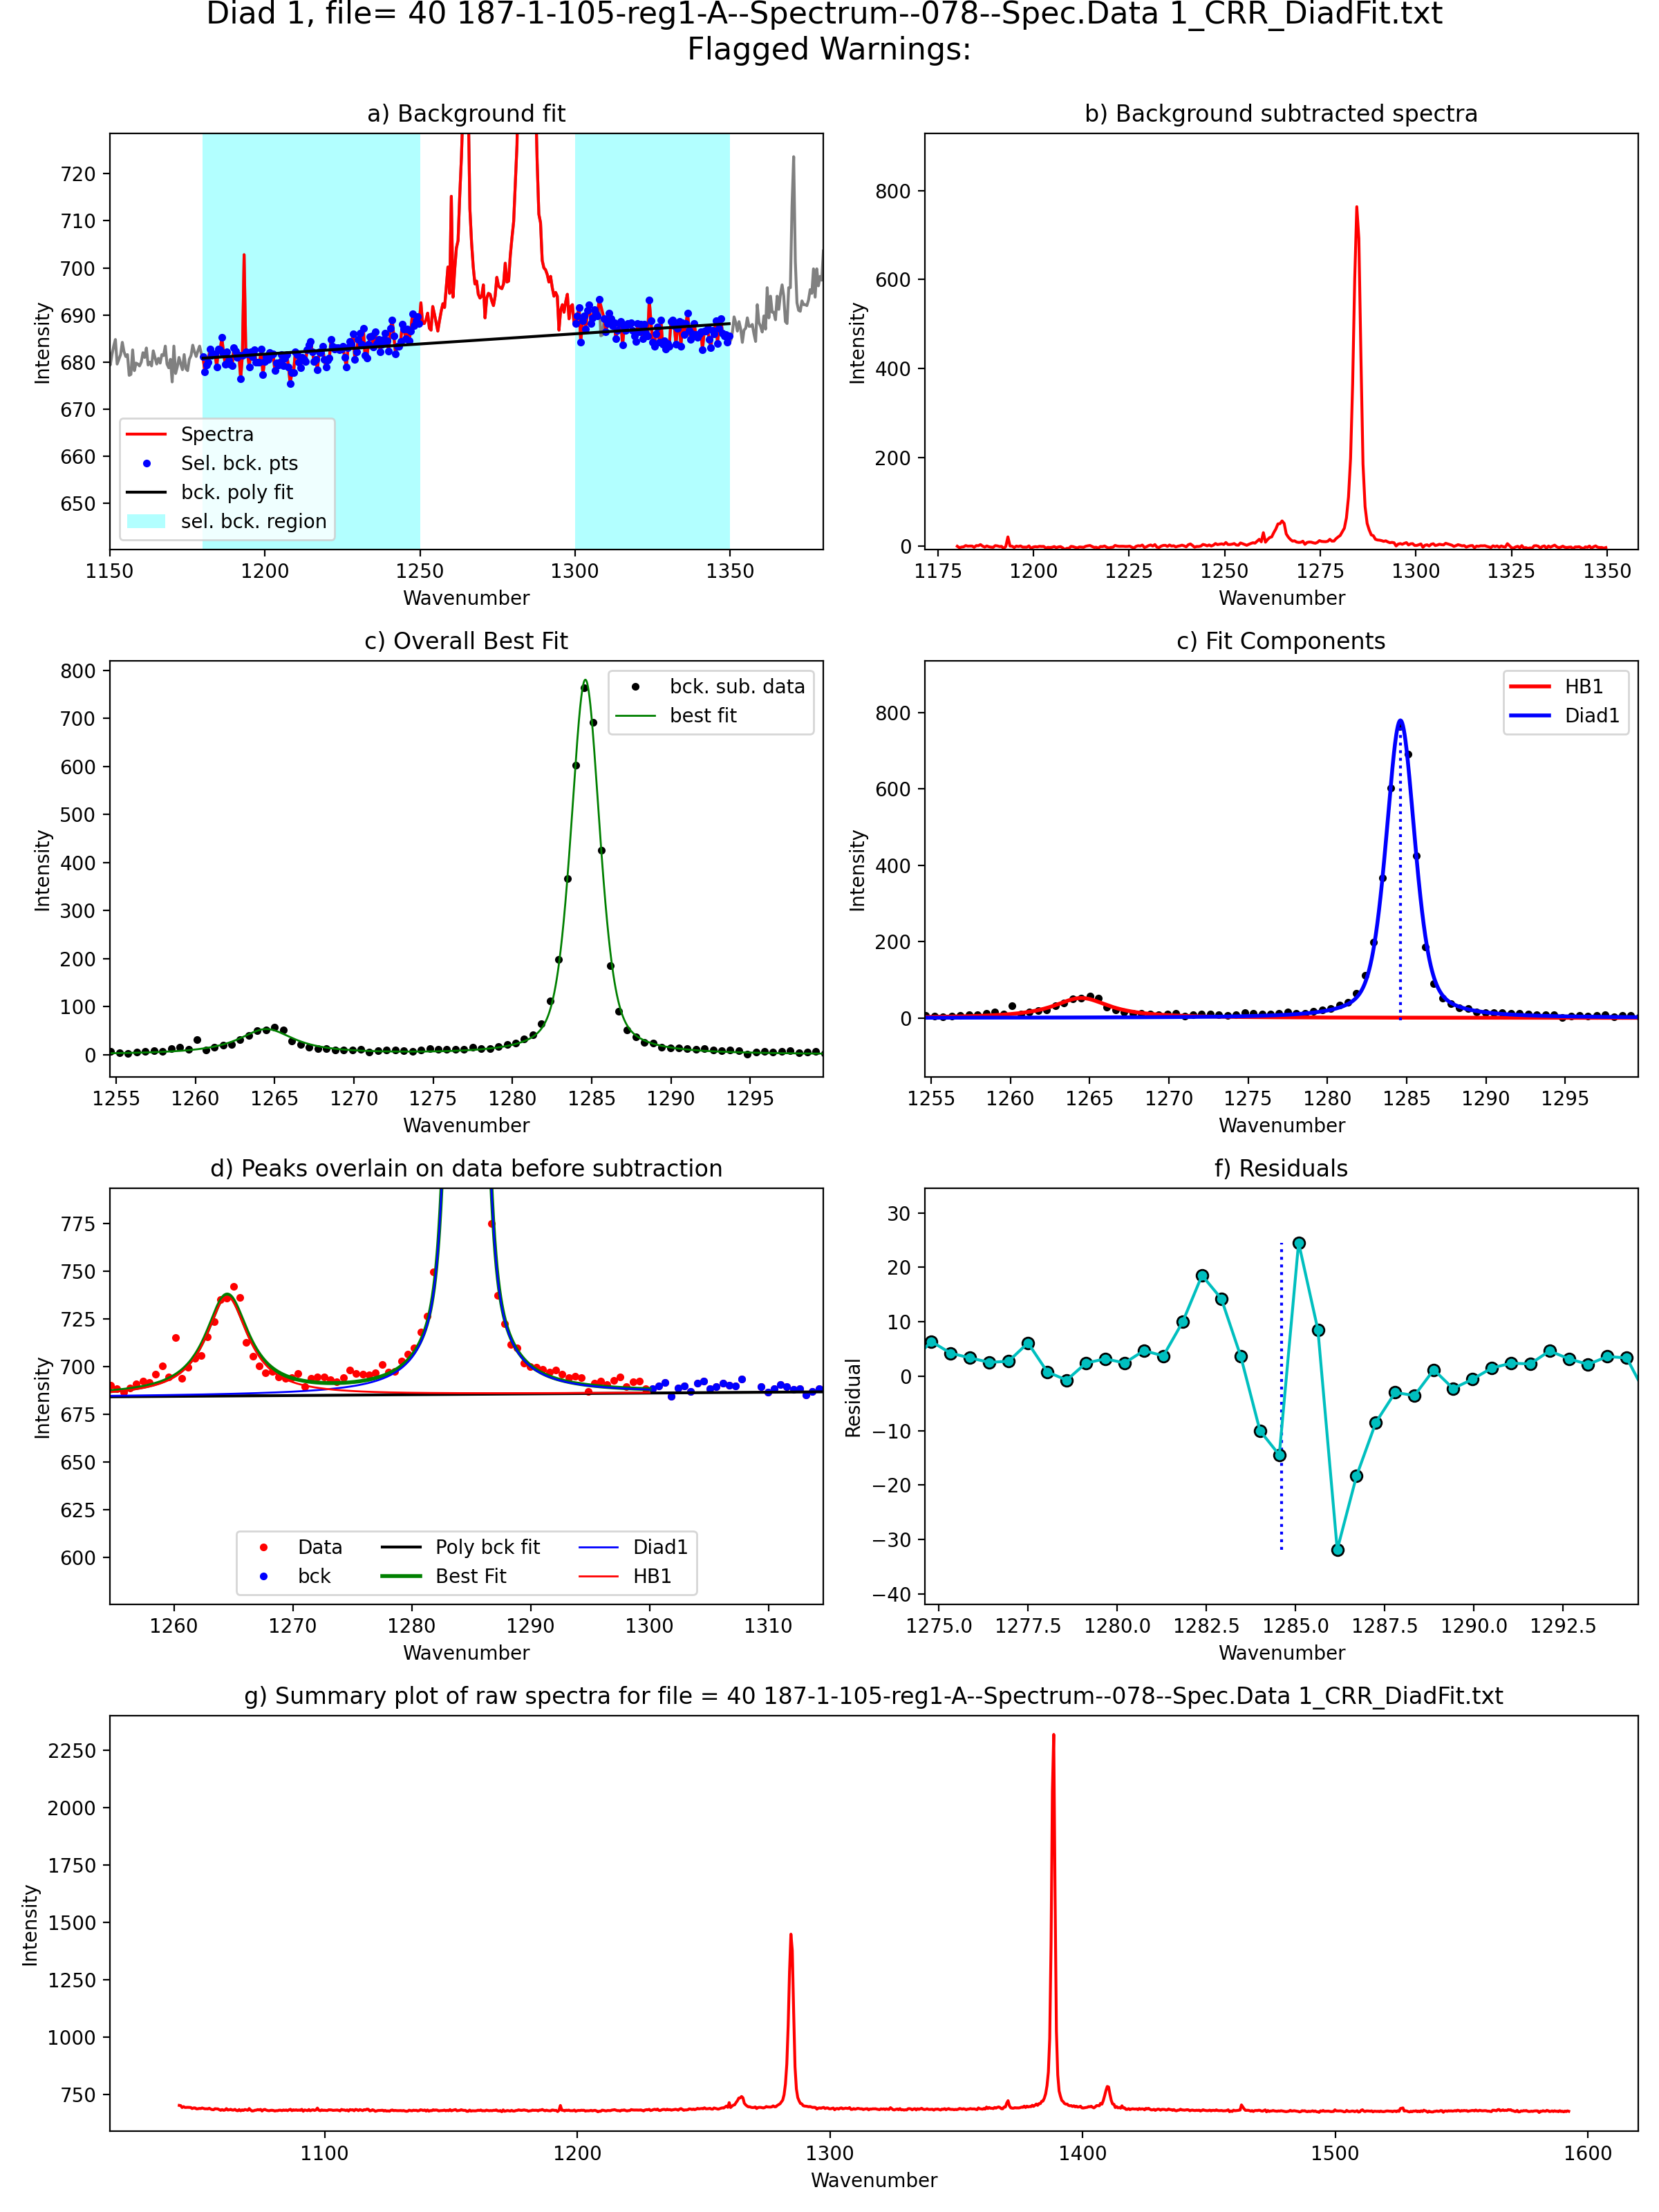 Diad 1, file= 40 187-1-105-reg1-A--Spectrum--078--Spec.Data 1_CRR_DiadFit.txt
Flagged Warnings:
a) Background fit
Intensity
720
710
700
690
680
670
660
650
Spectra
Sel. bck. pts
bck. poly fit
sel. bck. region
1150 1200 1250 1300 1350
Wavenumber
b) Background subtracted spectra
Intensity
800
600
400
200
0
1175 1200 1225 1250 1275 1300 1325 1350
Wavenumber
c) Overall Best Fit
Intensity
800
700
600
500
400
300
200
100
0
bck. sub. data
best fit
1255 1260 1265 1270 1275 1280 1285 1290 1295
Wavenumber
c) Fit Components
Intensity
800
600
400
200
0
HB1
Diad1
1255 1260 1265 1270 1275 1280 1285 1290 1295
Wavenumber
d) Peaks overlain on data before subtraction
Intensity
775
750
725
700
675
650
625
600
Data Poly bck fit Diad1
bck Best Fit HB1
1260 1270 1280 1290 1300 1310
Wavenumber
f) Residuals
Residual
30
20
10
0
−10
−20
−30
−40
1275.0 1277.5 1280.0 1282.5 1285.0 1287.5 1290.0 1292.5
Wavenumber
g) Summary plot of raw spectra for file = 40 187-1-105-reg1-A--Spectrum--078--Spec.Data 1_CRR_DiadFit.txt
Intensity
2250
2000
1750
1500
1250
1000
750
1100 1200 1300 1400 1500 1600
Wavenumber